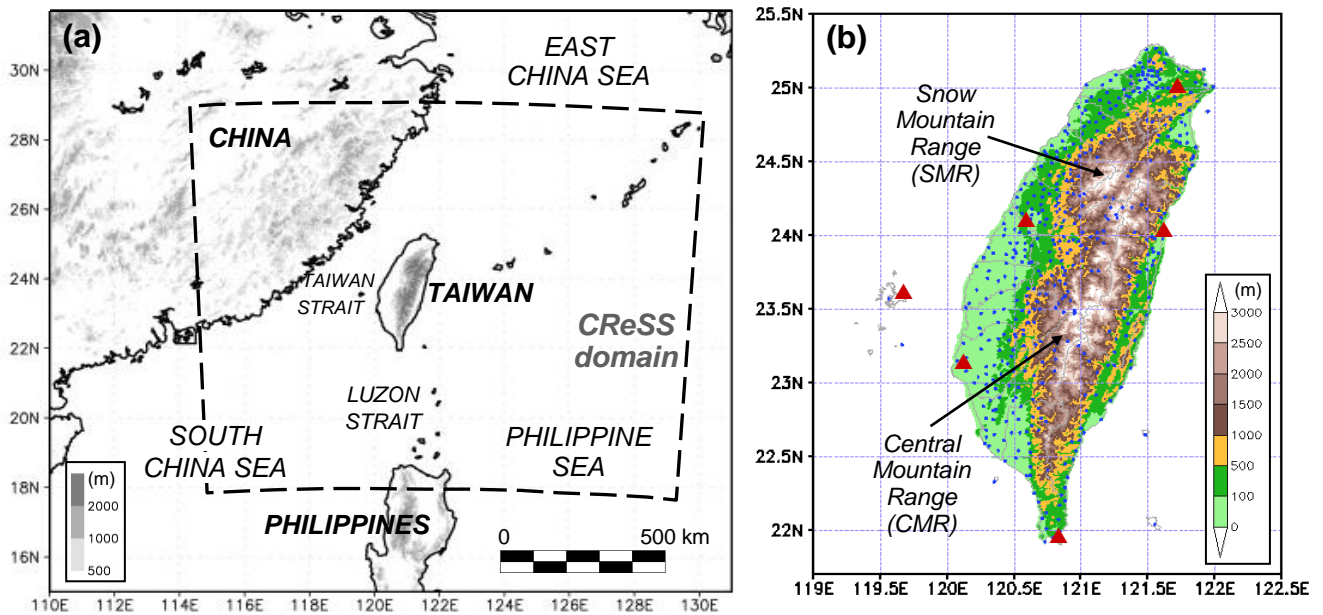 (a)
EAST
CHINA SEA
CHINA
TAIWAN
STRAIT
TAIWAN
CReSS
domain
LUZON
STRAIT
SOUTH
CHINA SEA
PHILIPPINE
SEA
PHILIPPINES
(m)
2000
1000
500
0 500 km
30N
28N
26N
24N
22N
20N
18N
16N
110E 112E 114E 116E 118E 120E 122E 124E 126E 128E 130E
(b)
Snow
Mountain
Range
(SMR)
Central
Mountain
Range
(CMR)
(m)
3000
2500
2000
1500
1000
500
100
0
25.5N
25N
24.5N
24N
23.5N
23N
22.5N
22N
119E 119.5E 120E 120.5E 121E 121.5E 122E 122.5E